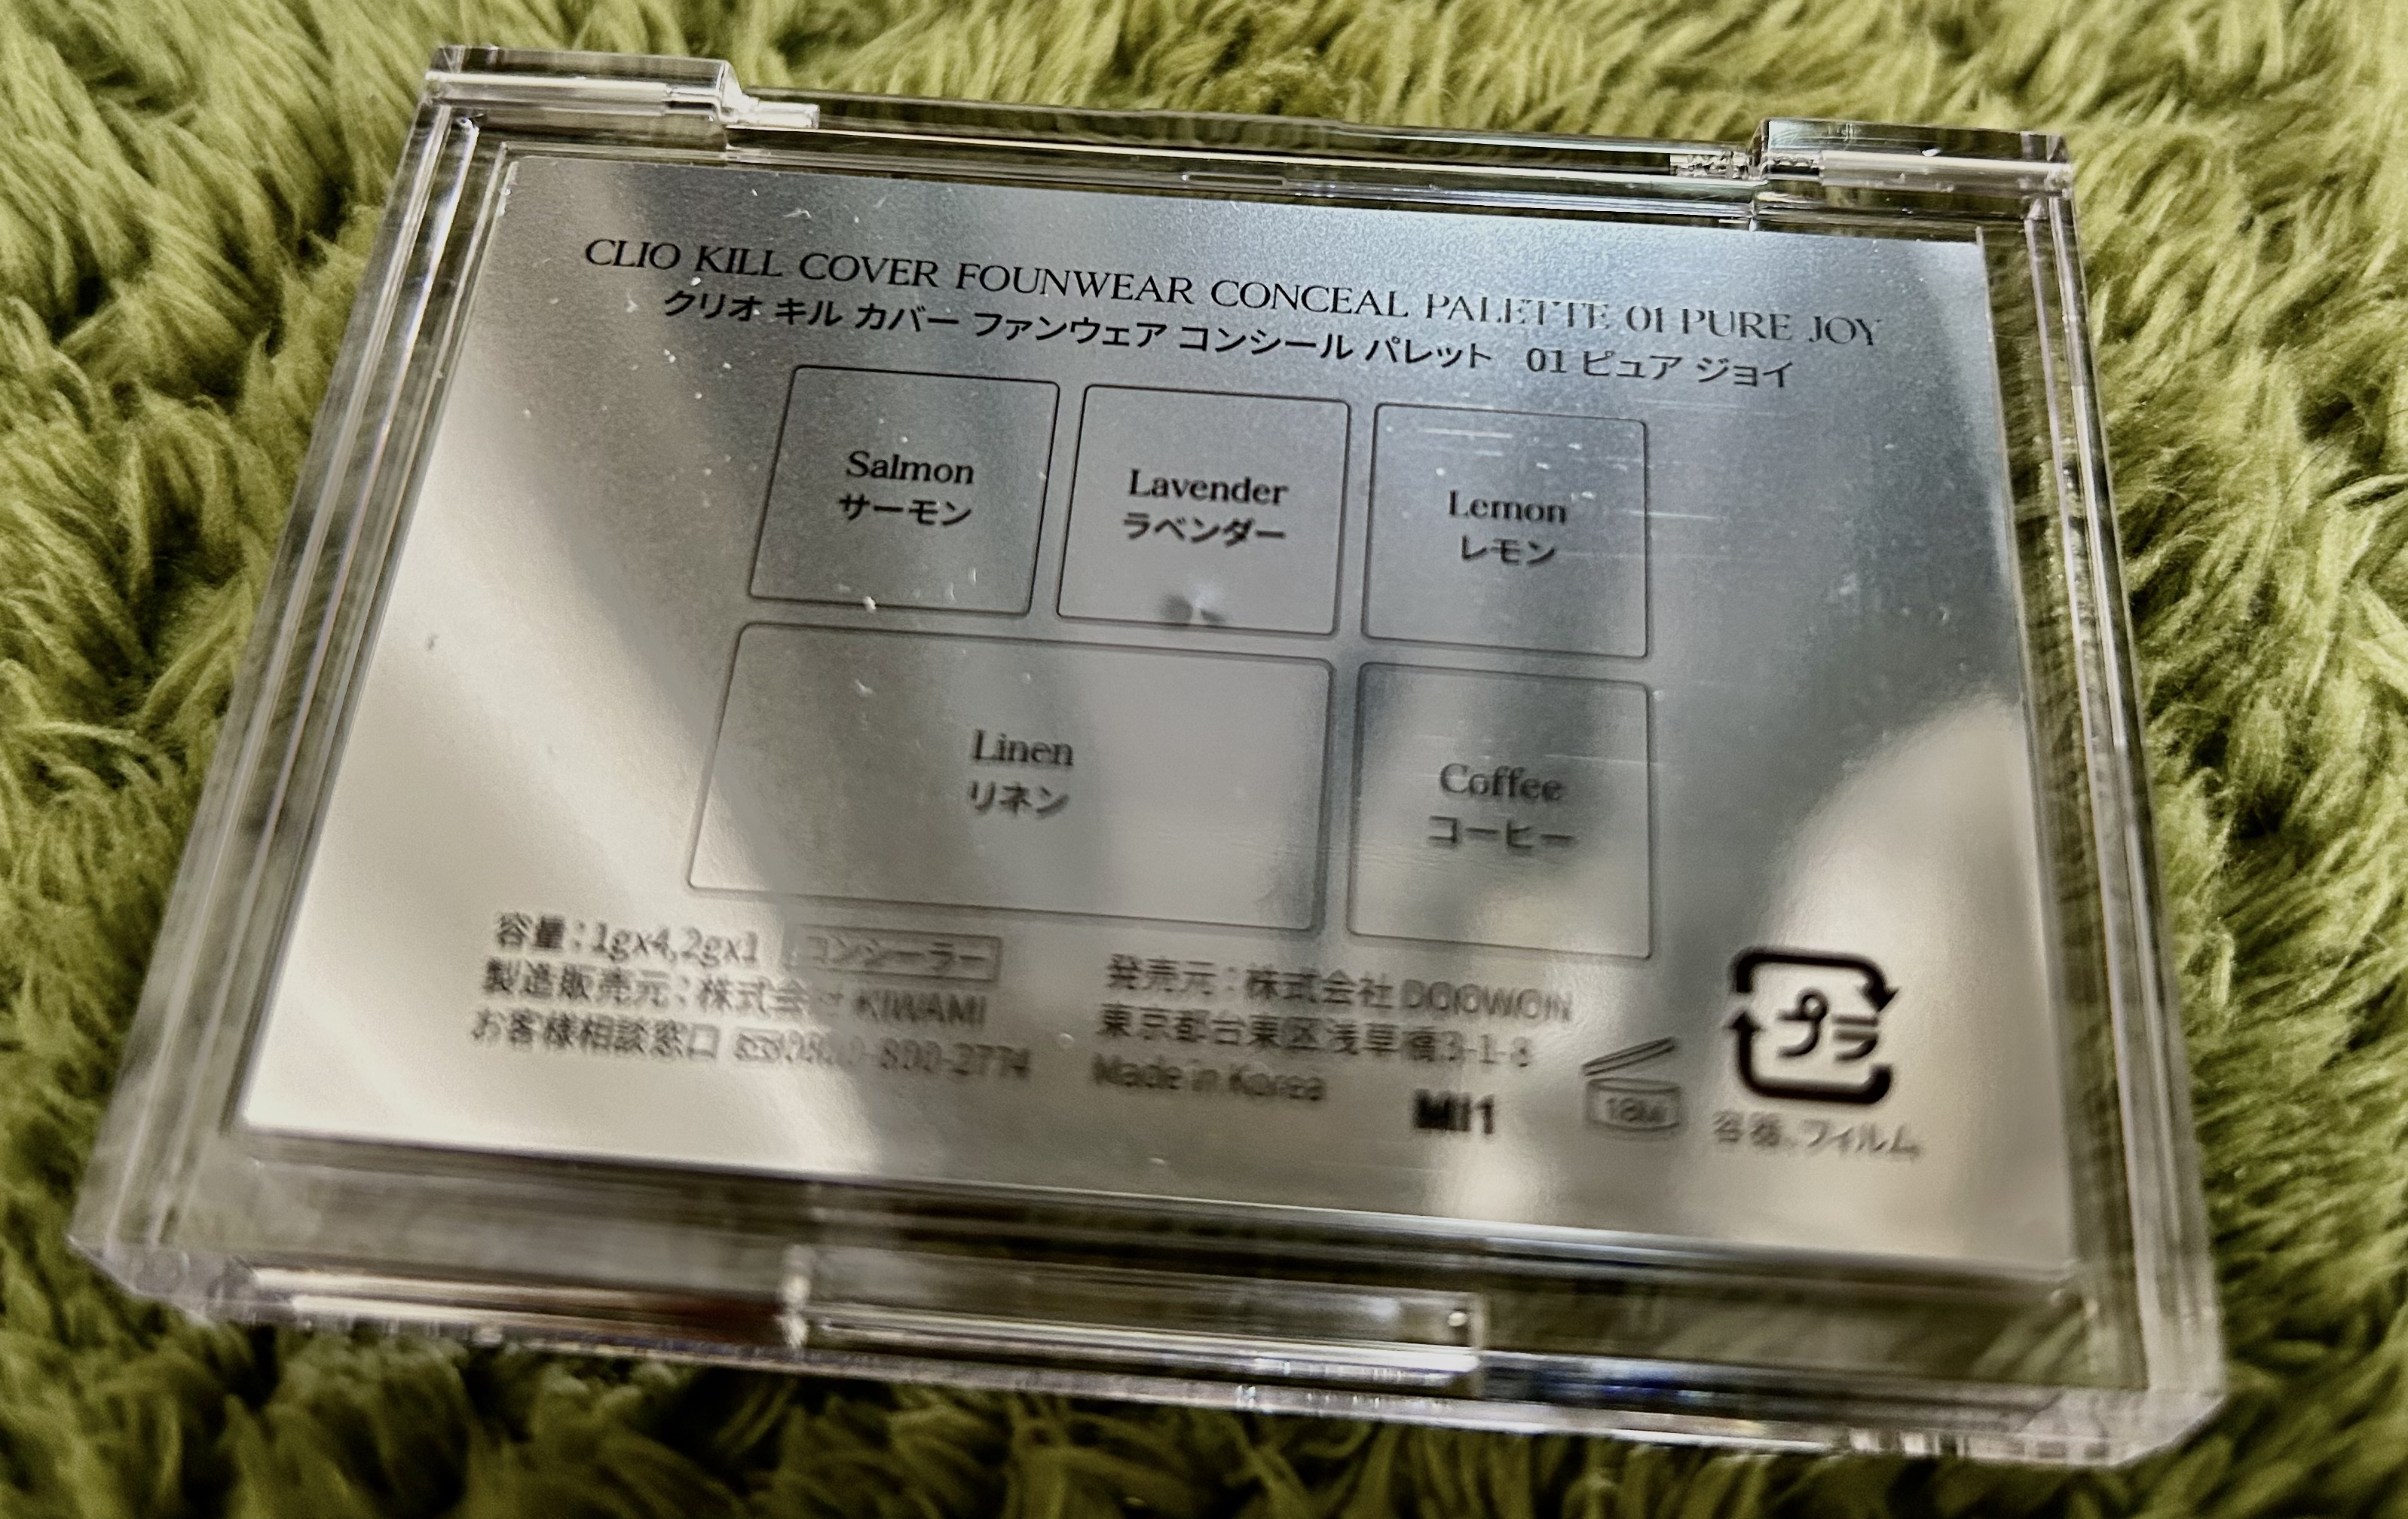 CLIO KILL COVER FOUNWEAR CONCEAL PALETTE 01 PURE JOY
クリオ キル カバー ファンウェア コンシール パレット 01 ピュア ジョイ
Salmon
サーモン
Lavender
ラベンダー
Lemon
レモン
Linen
リネン
Coffee
コーヒー
容量:1gx4,2gx1 コンシーラー
製造販売元:株式会社 KIWAMI
お客様相談窓口
発売元:株式会社 DOOWON
東京都台東区浅草橋3-1-8
Made in Korea
MI1
18M
プラ
容器、フィルム